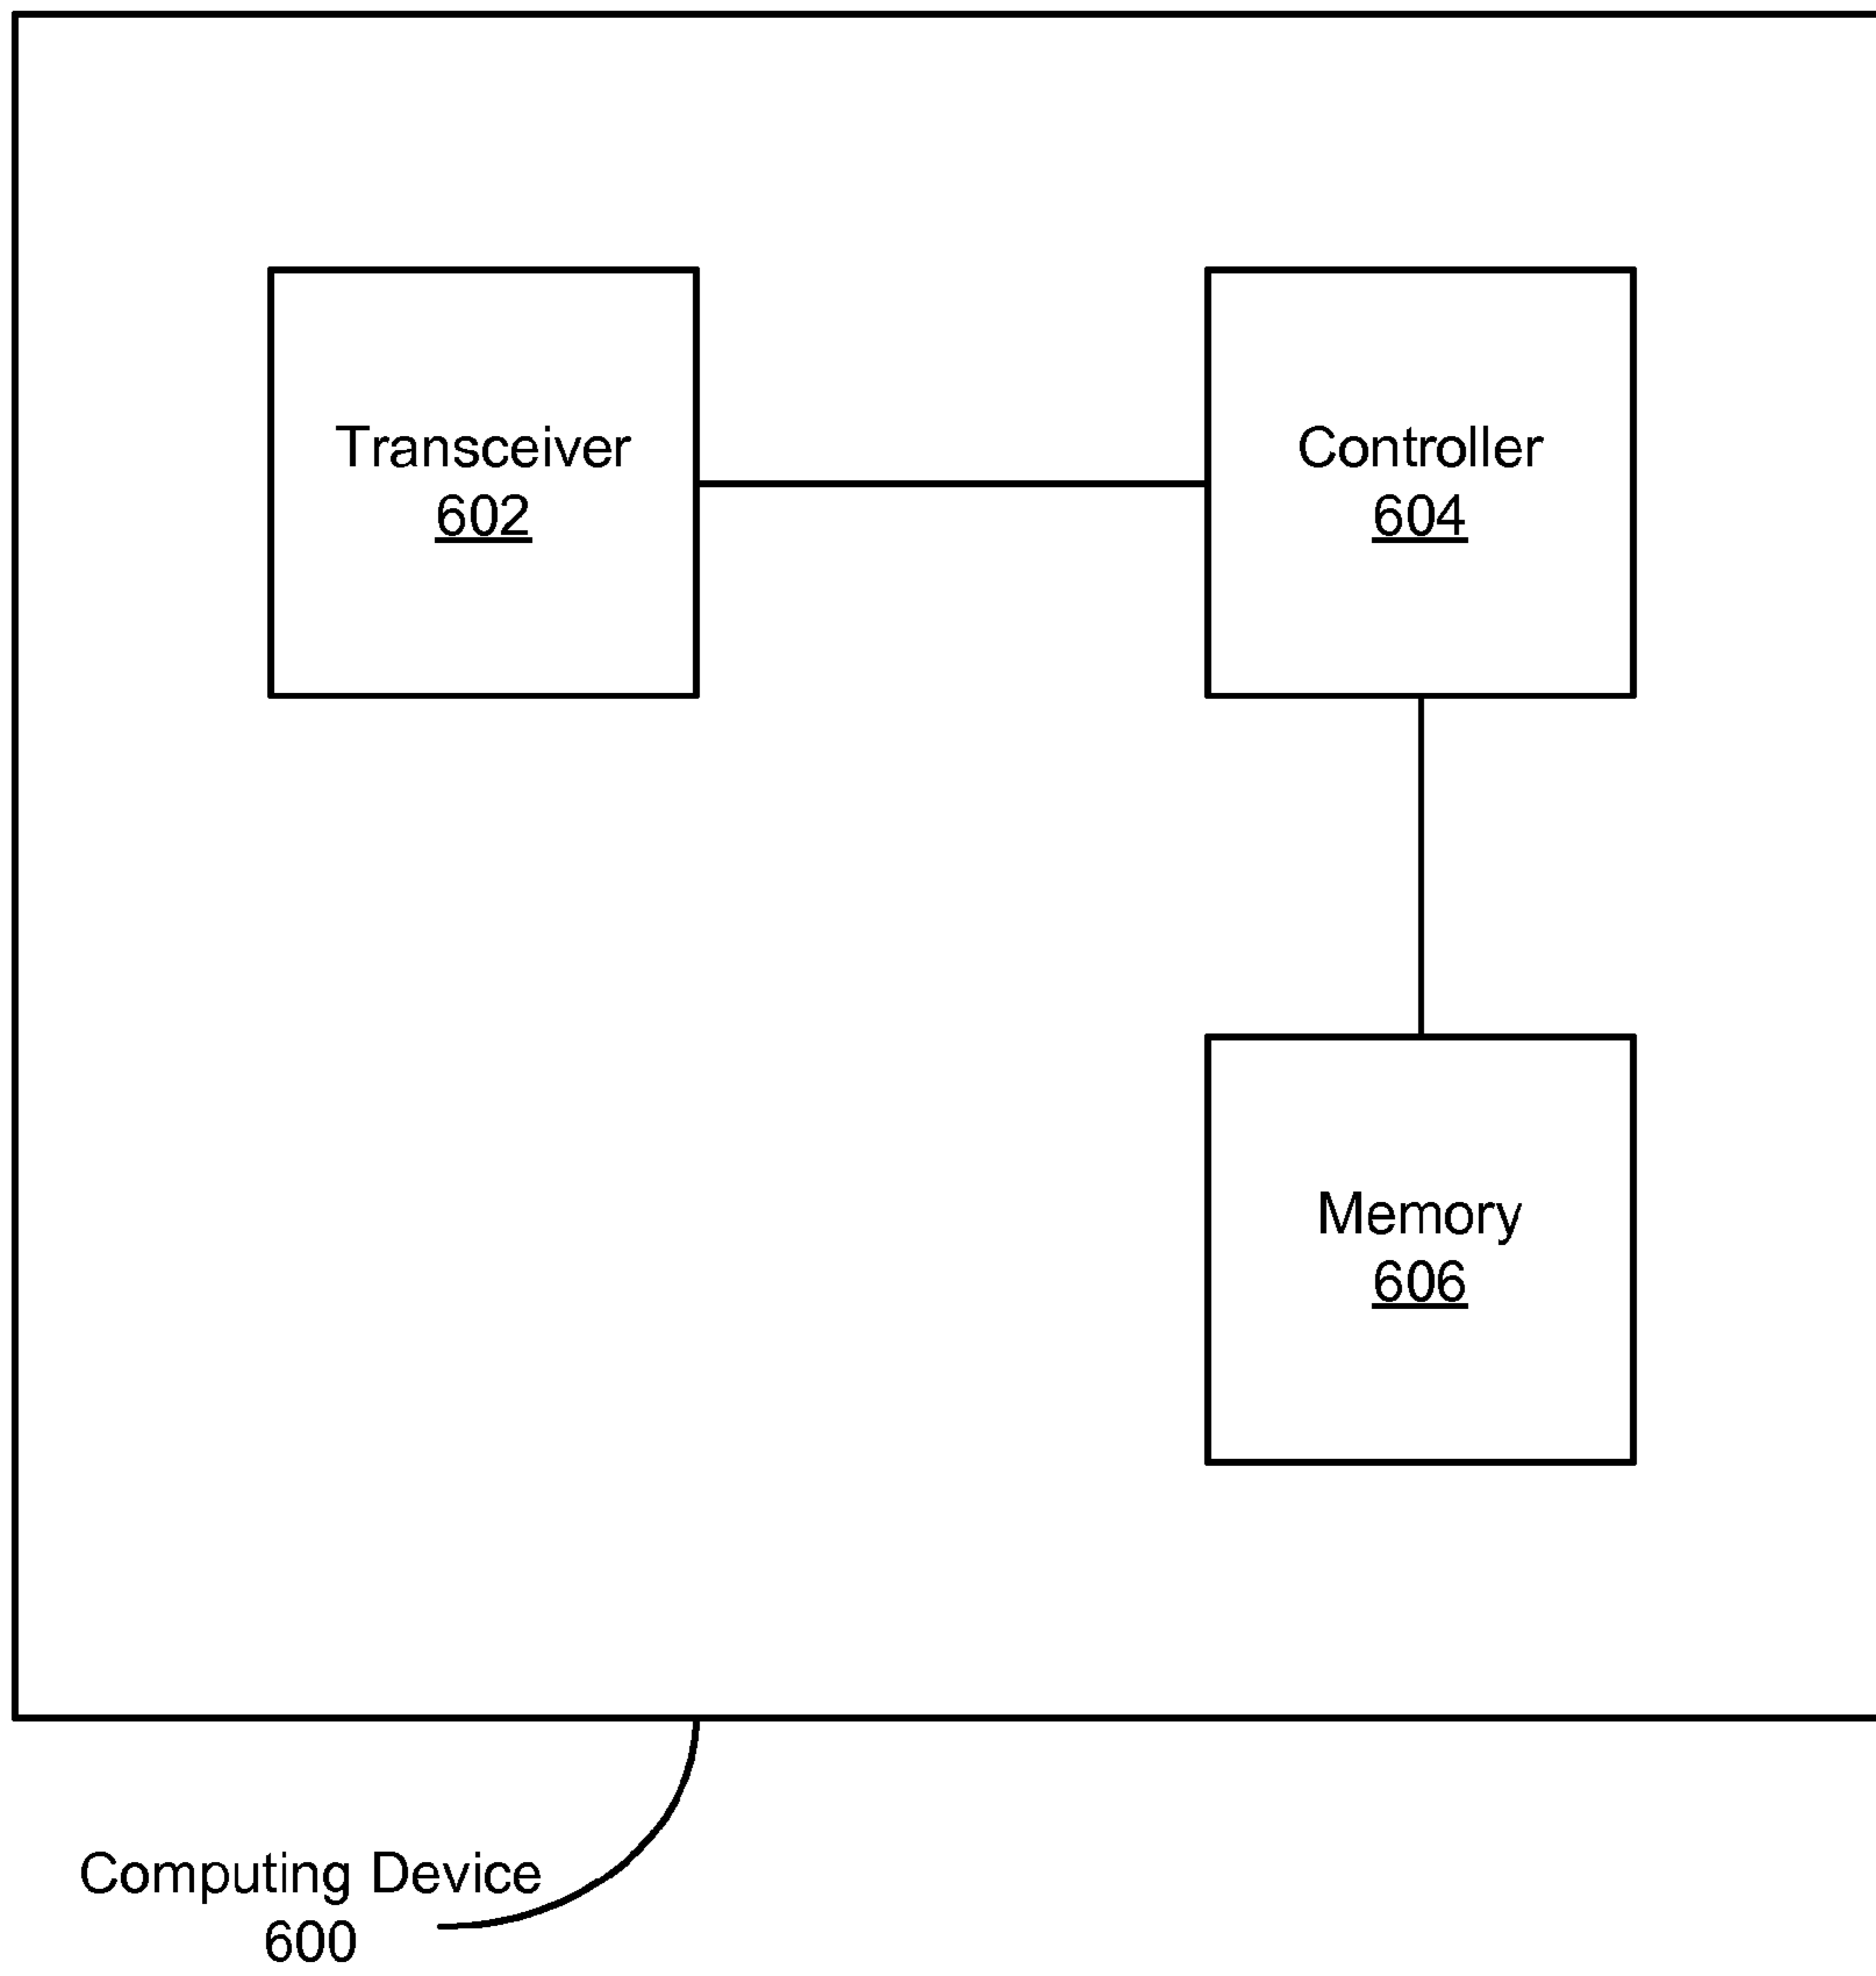 Transceiver
602
Controller
604
Memory
606
Computing Device
600